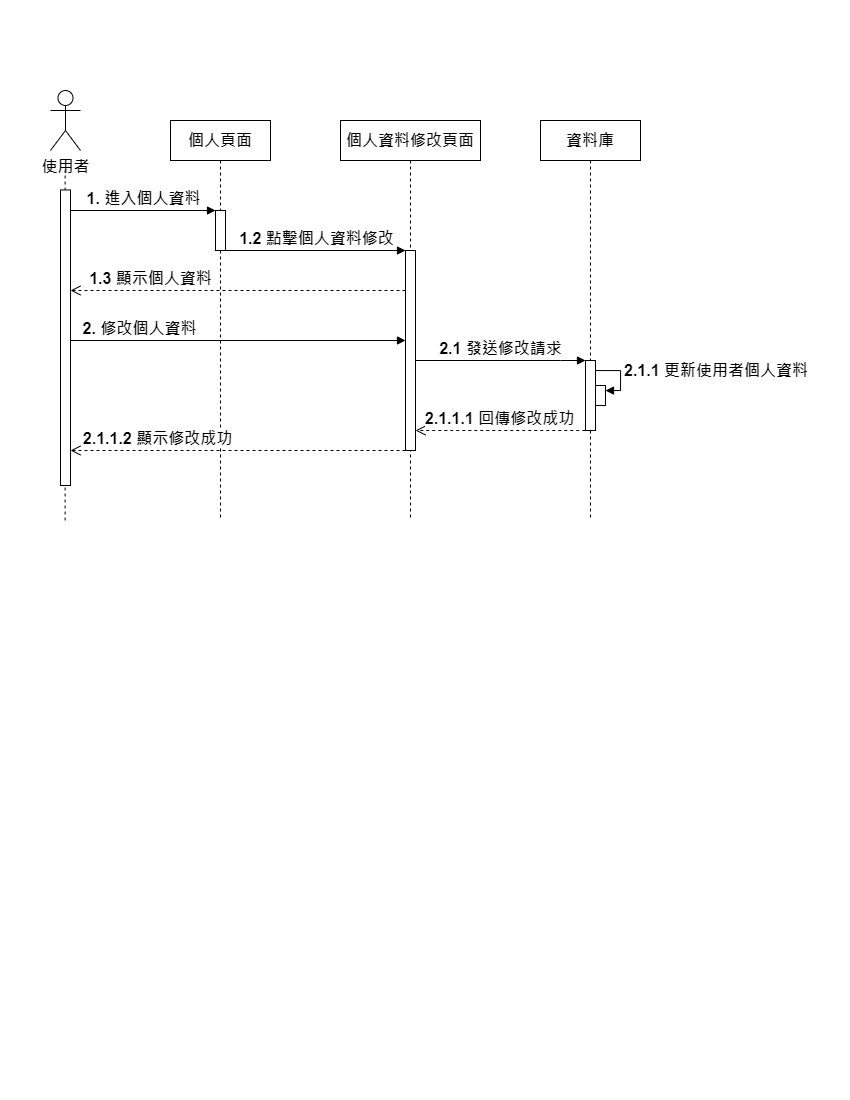 個人頁面
個人資料修改頁面
資料庫
使用者
1. 進入個人資料
1.2 點擊個人資料修改
1.3 顯示個人資料
2. 修改個人資料
2.1 發送修改請求
2.1.1 更新使用者個人資料
2.1.1.1 回傳修改成功
2.1.1.2 顯示修改成功